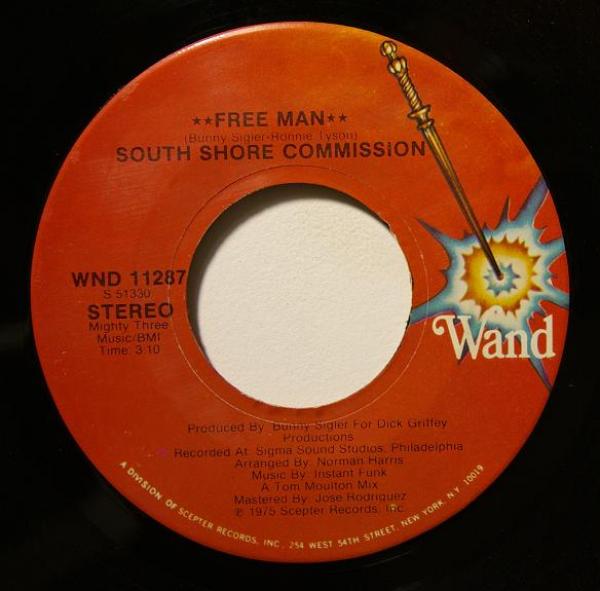 **FREE MAN**
(Bunny Sigler-Ronnie Tyson)
SOUTH SHORE COMMISSION
WND 11287
S 51330
STEREO
Mighty Three
Music/BMI
Time: 3:10
Wand
Produced By: Bunny Sigler For Dick Griffey
Productions
Recorded At: Sigma Sound Studios, Philadelphia
Arranged By: Norman Harris
Music By: Instant Funk
A Tom Moulton Mix
Mastered By: Jose Rodriquez
℗ 1975 Scepter Records, Inc.
A DIVISION OF SCEPTER RECORDS, INC., 254 WEST 54TH STREET, NEW YORK, N.Y. 10019